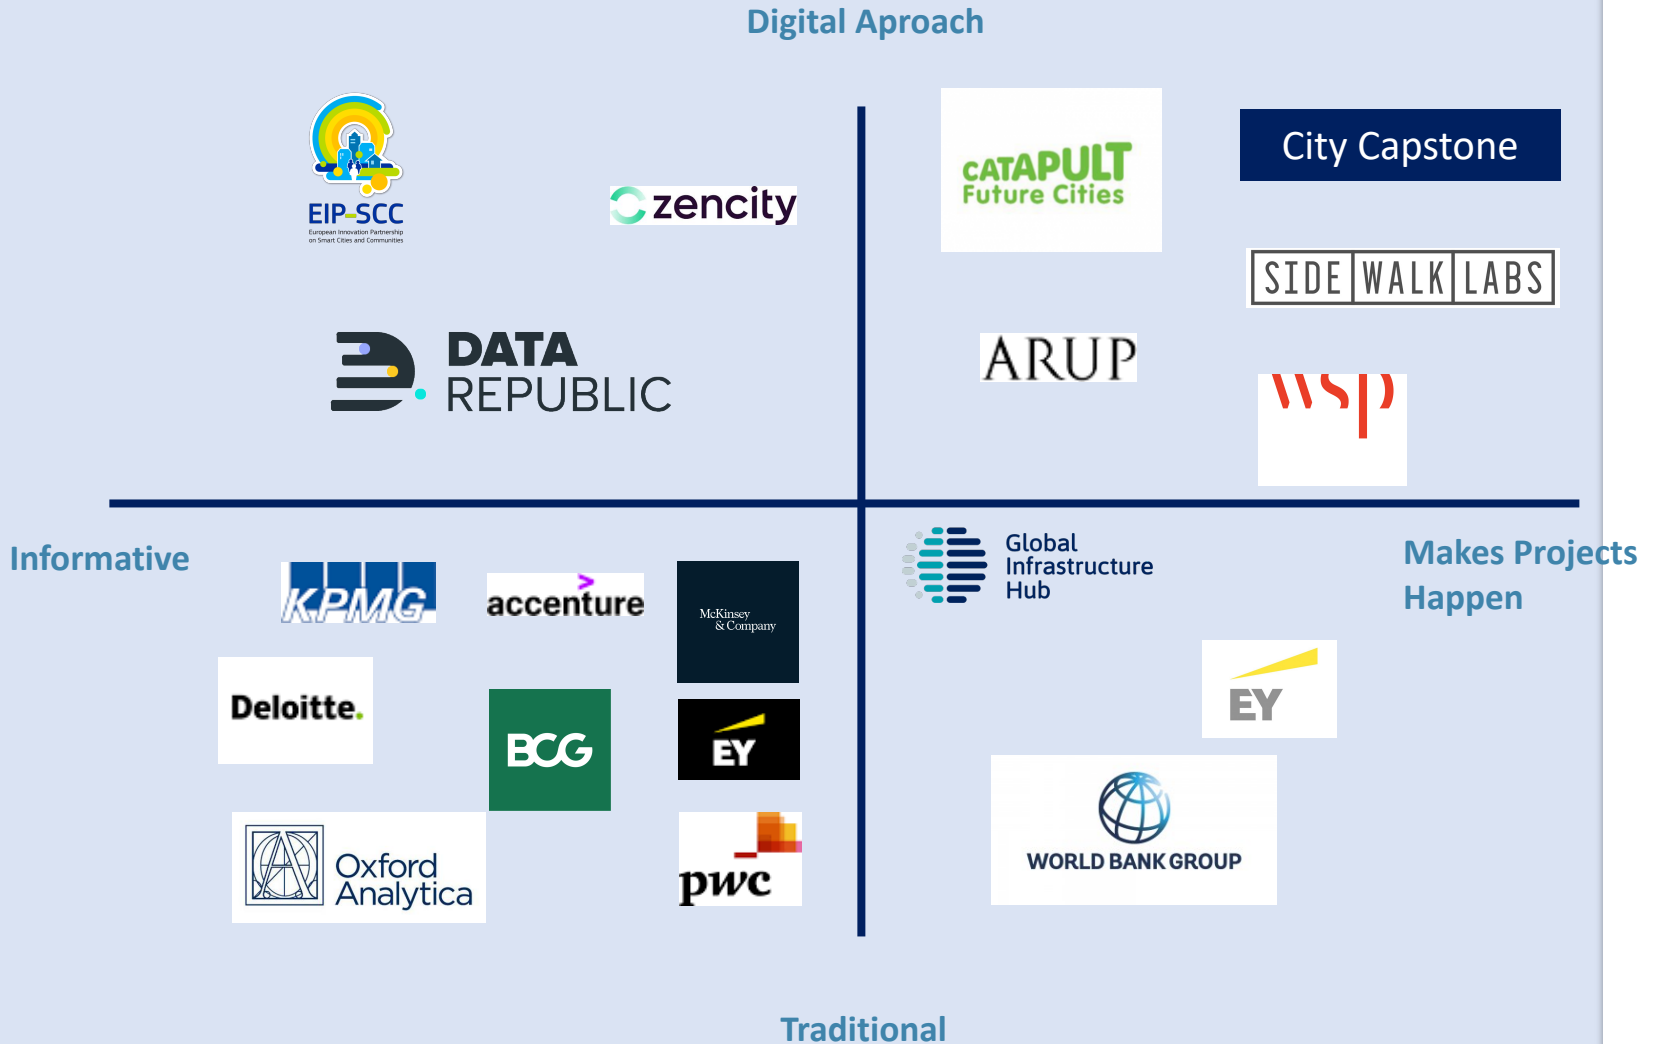 Digital Aproach
EIP-SCC
European Innovation Partnership
on Smart Cities and Communities
zencity
CATAPULT
Future Cities
City Capstone
SIDE WALK LABS
DATA
REPUBLIC
ARUP
wsp
Informative
Makes Projects
Happen
KPMG
accenture
McKinsey
& Company
Global
Infrastructure
Hub
Deloitte.
BCG
EY
EY
Oxford
Analytica
pwc
WORLD BANK GROUP
Traditional